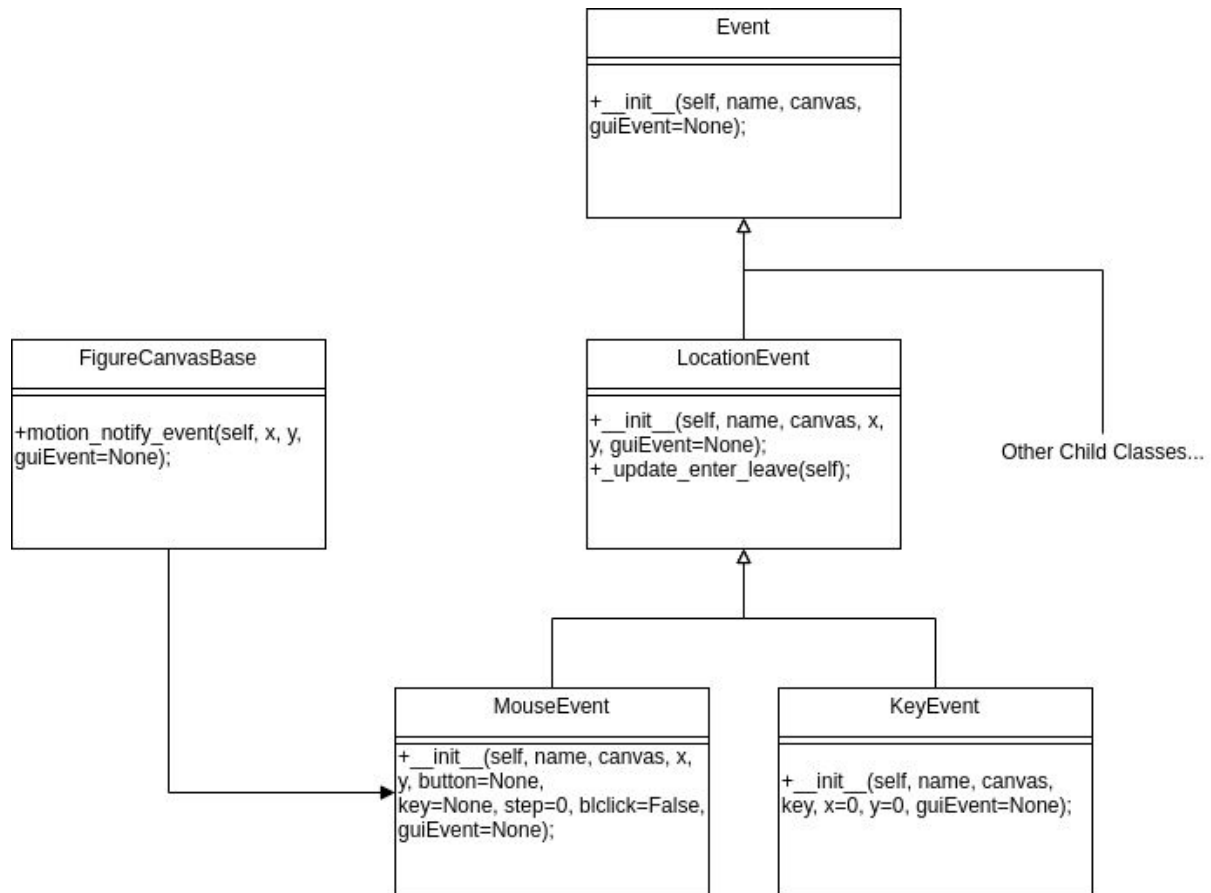 Event
+__init__(self, name, canvas,
guiEvent=None);
FigureCanvasBase
+motion_notify_event(self, x, y,
guiEvent=None);
LocationEvent
+__init__(self, name, canvas, x,
y, guiEvent=None);
+_update_enter_leave(self);
Other Child Classes...
MouseEvent
+__init__(self, name, canvas, x,
y, button=None,
key=None, step=0, blclick=False,
guiEvent=None);
KeyEvent
+__init__(self, name, canvas,
key, x=0, y=0, guiEvent=None);